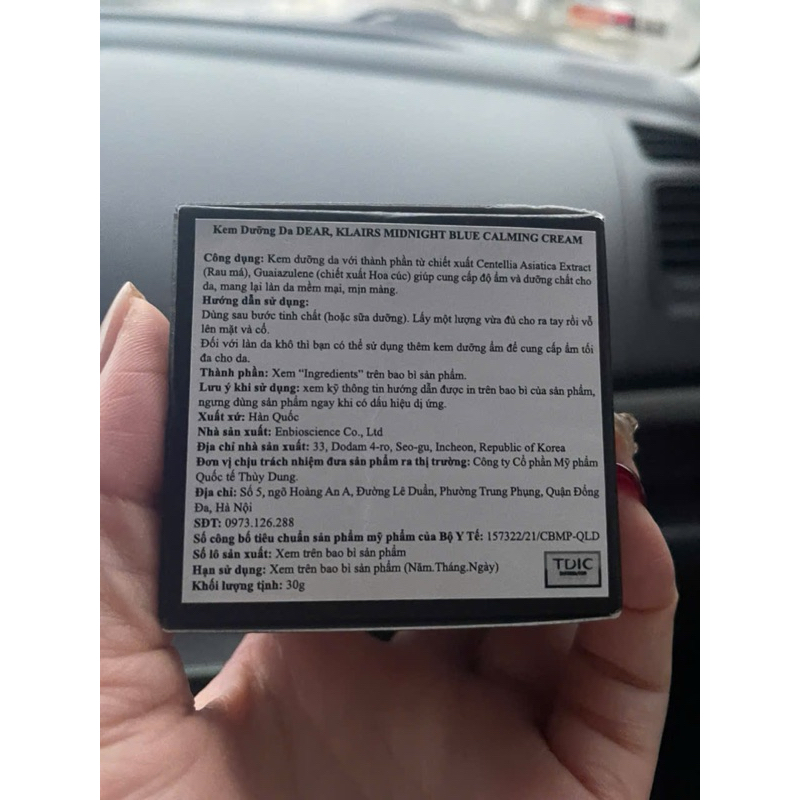 Kem Dưỡng Da DEAR, KLAIRS MIDNIGHT BLUE CALMING CREAM
Công dụng: Kem dưỡng da với thành phần từ chiết xuất Centellia Asiatica Extract
(Rau má), Guaiazulene (chiết xuất Hoa cúc) giúp cung cấp độ ẩm và dưỡng chất cho
da, mang lại làn da mềm mại, mịn màng.
Hướng dẫn sử dụng:
Dùng sau bước tinh chất (hoặc sữa dưỡng). Lấy một lượng vừa đủ cho ra tay rồi vỗ
lên mặt và cổ.
Đối với làn da khô thì bạn có thể sử dụng thêm kem dưỡng ẩm để cung cấp ẩm tối
đa cho da.
Thành phần: Xem "Ingredients" trên bao bì sản phẩm.
Lưu ý khi sử dụng: xem kỹ thông tin hướng dẫn được in trên bao bì của sản phẩm,
ngưng dùng sản phẩm ngay khi có dấu hiệu dị ứng.
Xuất xứ: Hàn Quốc
Nhà sản xuất: Enbioscience Co., Ltd
Địa chỉ nhà sản xuất: 33, Dodam 4-ro, Seo-gu, Incheon, Republic of Korea
Đơn vị chịu trách nhiệm đưa sản phẩm ra thị trường: Công ty Cổ phần Mỹ phẩm
Quốc tế Thùy Dung.
Địa chỉ: Số 5, ngõ Hoàng An A, Đường Lê Duẩn, Phường Trung Phụng, Quận Đống
Đa, Hà Nội
SĐT: 0973.126.288
Số công bố tiêu chuẩn sản phẩm mỹ phẩm của Bộ Y Tế: 157322/21/CBMP-QLD
Số lô sản xuất: Xem trên bao bì sản phẩm
Hạn sử dụng: Xem trên bao bì sản phẩm (Năm.Tháng.Ngày)
Khối lượng tịnh: 30g
TDIC